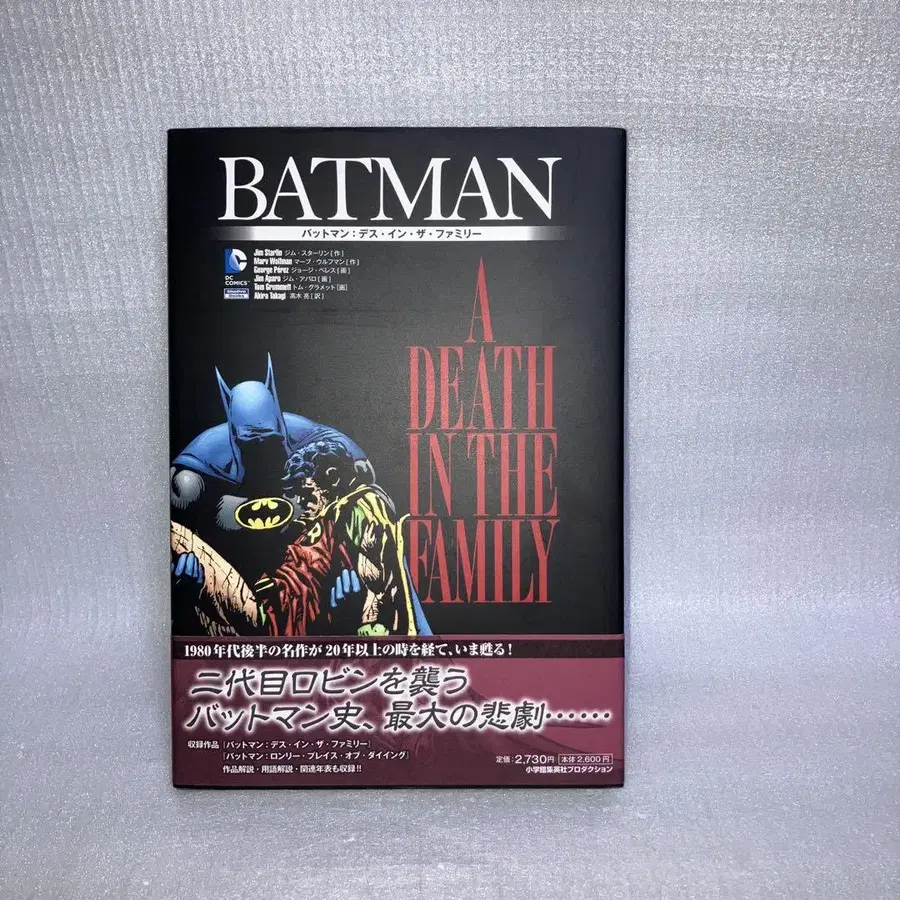 BATMAN
バットマン:デス・イン・ザ・ファミリー
Jim Starlin ジム・スターリン[作]
Marv Wolfman マーブ・ウルフマン[作]
George Pérez ジョージ・ペレス[画]
Jim Aparo ジム・アパロ[画]
Tom Grummett トム・グラメット[画]
Akira Takagi 高木 亮[訳]
DC COMICS™
ShoPro Books
A
DEATH
IN THE
FAMILY
1980年代後半の名作が20年以上の時を経て、いま甦る!
二代目ロビンを襲う
バットマン史、最大の悲劇……
収録作品『バットマン:デス・イン・ザ・ファミリー』
『バットマン:ロンリー・プレイス・オブ・ダイイング』
作品解説・用語解説・関連年表も収録!!
定価:2,730円 本体2,600円
小学館集英社プロダクション